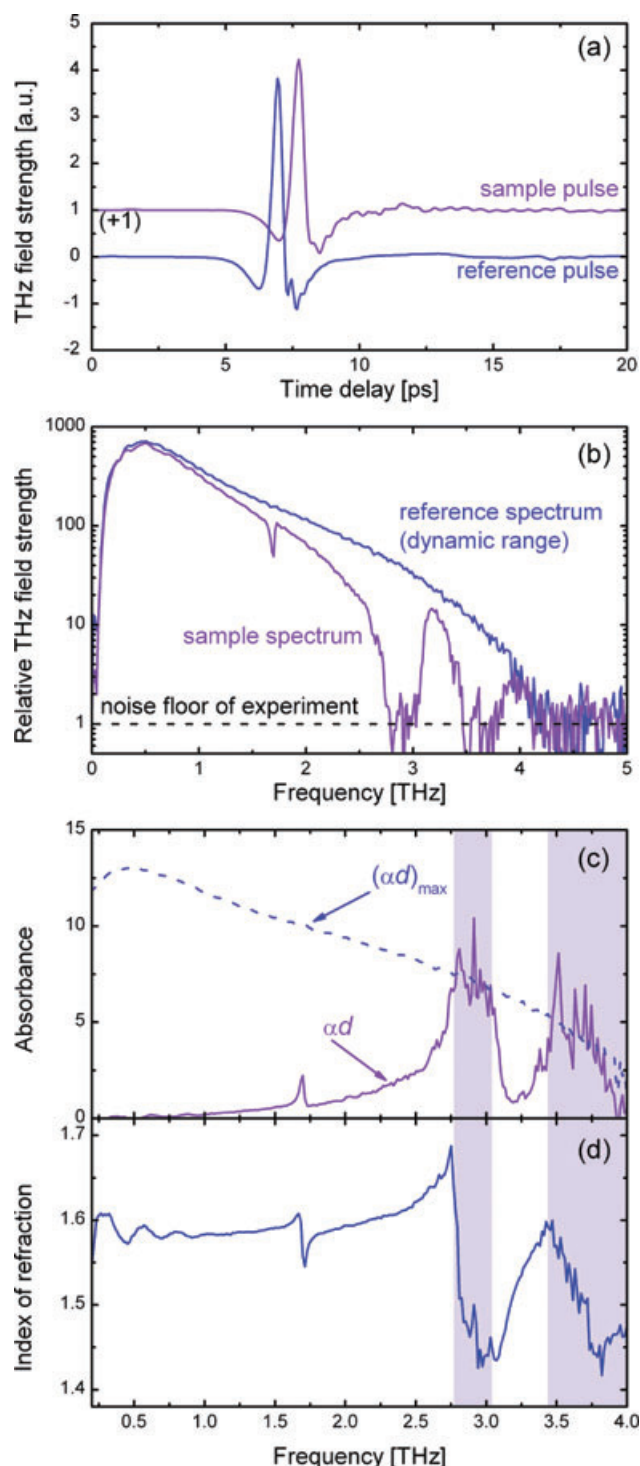 (a)
THz field strength [a.u.]
5
4
3
2
1
0
-1
-2
(+1)
sample pulse
reference pulse
0 5 10 15 20
Time delay [ps]
(b)
Relative THz field strength
1000
100
10
1
reference spectrum
(dynamic range)
sample spectrum
noise floor of experiment
0 1 2 3 4 5
Frequency [THz]
(c)
Absorbance
15
10
5
0
(αd)max
αd
(d)
Index of refraction
1.7
1.6
1.5
1.4
0.5 1.0 1.5 2.0 2.5 3.0 3.5 4.0
Frequency [THz]